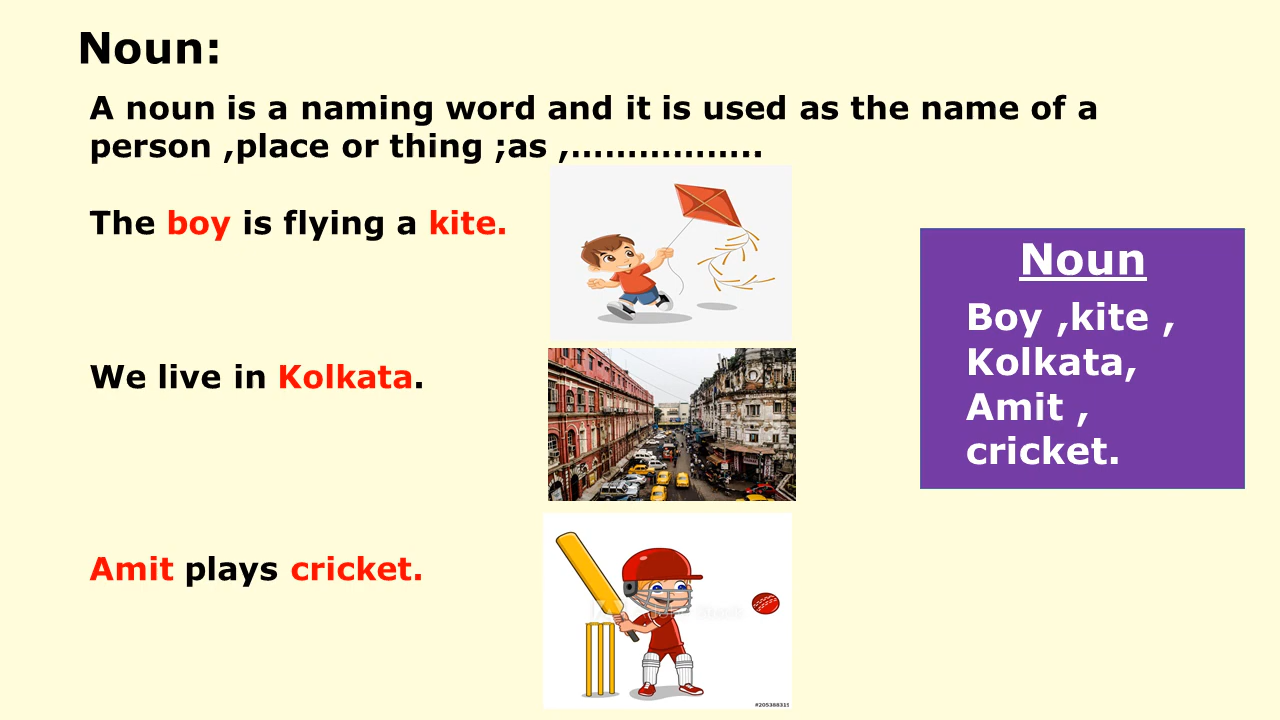 Noun:
A noun is a naming word and it is used as the name of a
person ,place or thing ;as ,.................
The boy is flying a kite.
We live in Kolkata.
Amit plays cricket.
Noun
Boy ,kite ,
Kolkata,
Amit ,
cricket.